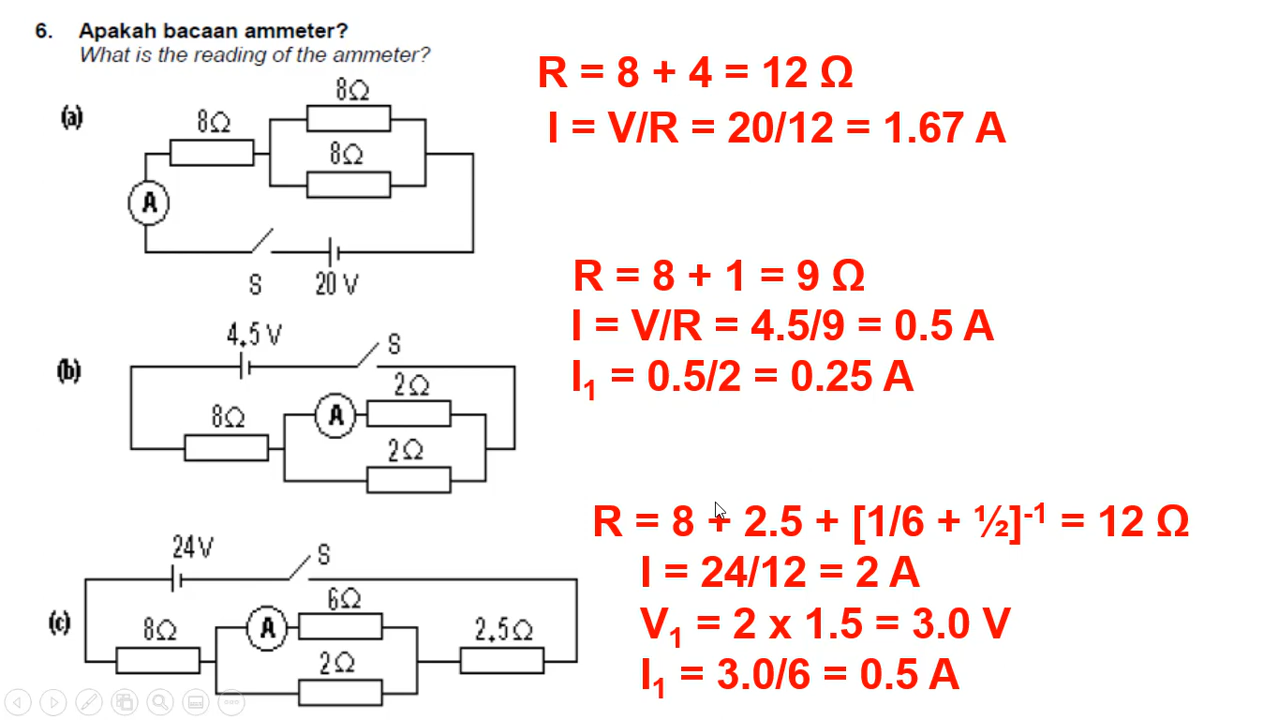 6. Apakah bacaan ammeter?
What is the reading of the ammeter?
(a)
8Ω
8Ω
8Ω
A
S
20 V
R = 8 + 4 = 12 Ω
I = V/R = 20/12 = 1.67 A
(b)
4.5 V
S
8Ω
A
2Ω
2Ω
R = 8 + 1 = 9 Ω
I = V/R = 4.5/9 = 0.5 A
I₁ = 0.5/2 = 0.25 A
(c)
24V
S
8Ω
A
6Ω
2Ω
2.5Ω
R = 8 + 2.5 + [1/6 + ½]⁻¹ = 12 Ω
I = 24/12 = 2 A
V₁ = 2 x 1.5 = 3.0 V
I₁ = 3.0/6 = 0.5 A